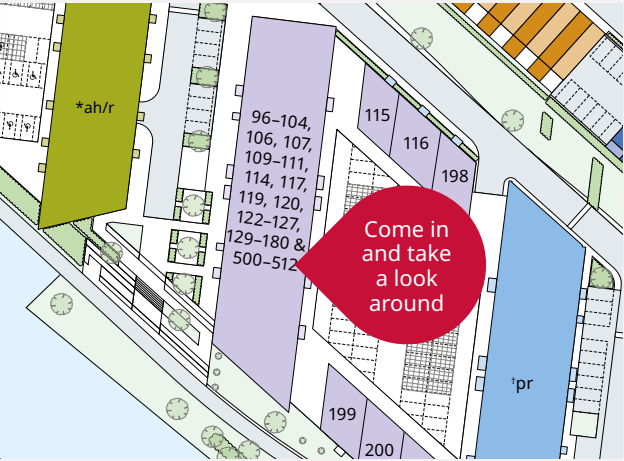 *ah/r
96–104,
106, 107,
109–111,
114, 117,
119, 120,
122–127,
129–180 &
500–512
115
116
198
Come in
and take
a look
around
†pr
199
200